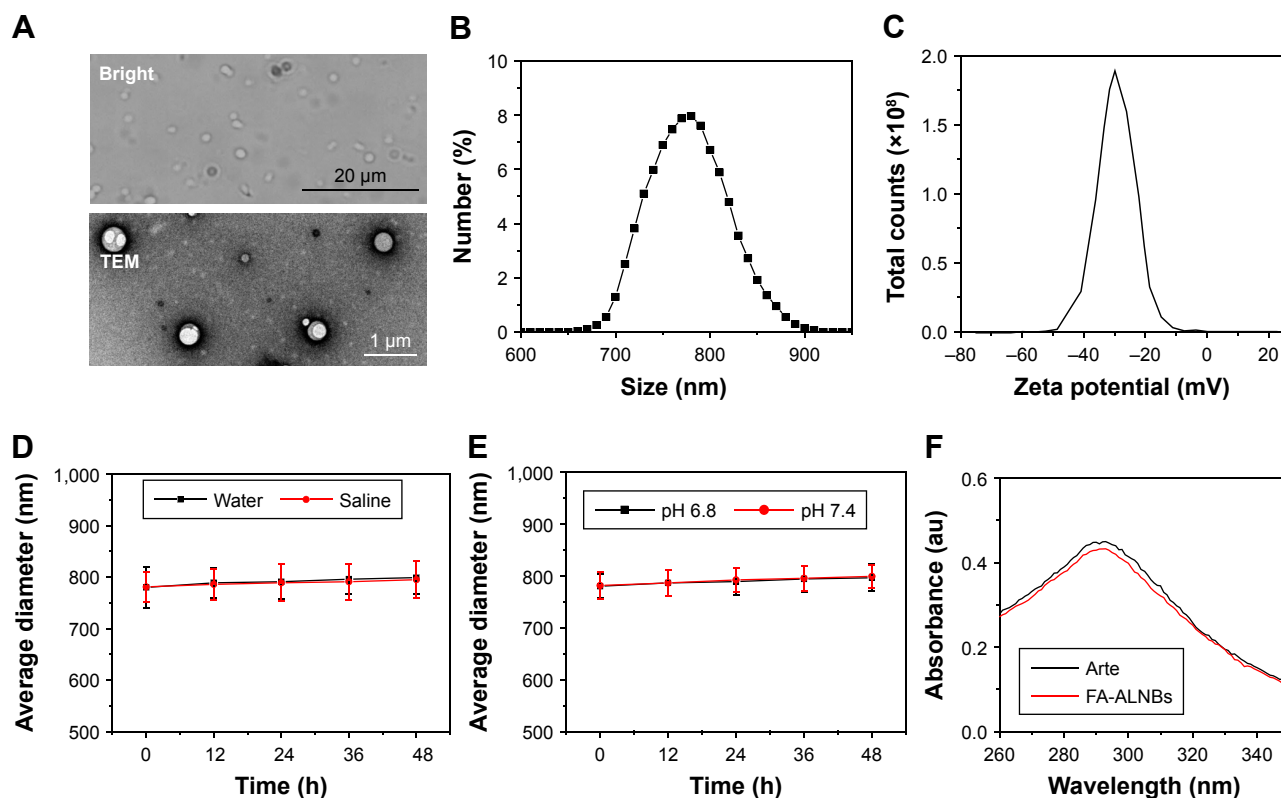 A
Bright
20 µm
TEM
1 µm
B
Number (%)
10
8
6
4
2
0
600
700
800
900
Size (nm)
C
Total counts (×10⁸)
2.0
1.5
1.0
0.5
0.0
–80
–60
–40
–20
0
20
Zeta potential (mV)
D
Average diameter (nm)
1,000
900
800
700
600
500
Water
Saline
0
12
24
36
48
Time (h)
E
Average diameter (nm)
1,000
900
800
700
600
500
pH 6.8
pH 7.4
0
12
24
36
48
Time (h)
F
Absorbance (au)
0.6
0.4
0.2
0.0
Arte
FA-ALNBs
260
280
300
320
340
Wavelength (nm)